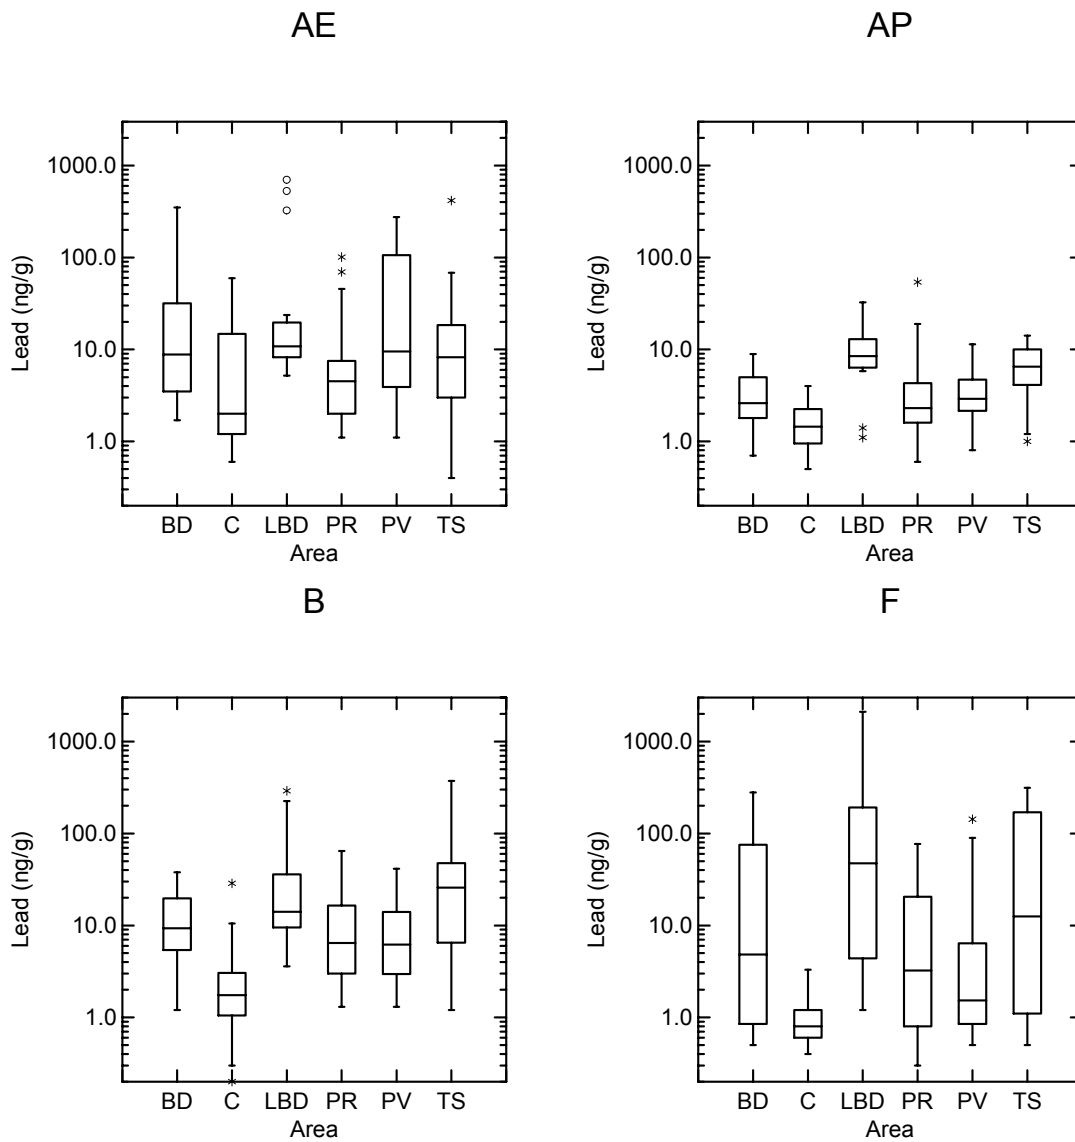 AE
1000.0
100.0
10.0
1.0
Lead (ng/g)
BD C LBD PR PV TS
Area
AP
1000.0
100.0
10.0
1.0
Lead (ng/g)
BD C LBD PR PV TS
Area
B
1000.0
100.0
10.0
1.0
Lead (ng/g)
BD C LBD PR PV TS
Area
F
1000.0
100.0
10.0
1.0
Lead (ng/g)
BD C LBD PR PV TS
Area